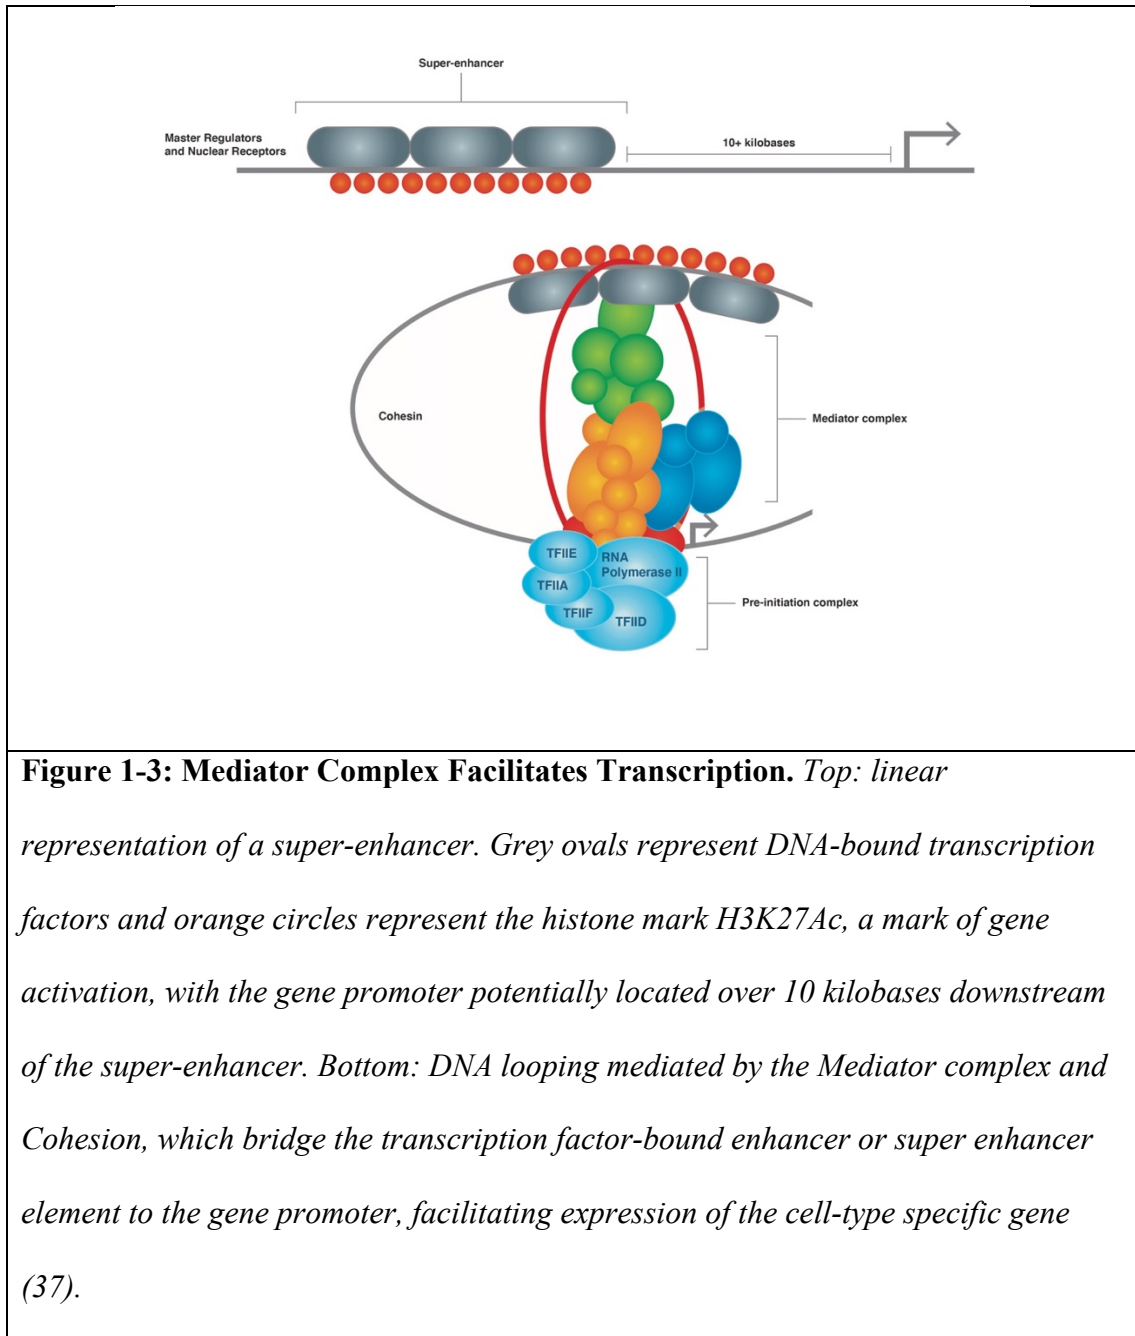 Super-enhancer
Master Regulators
and Nuclear Receptors
10+ kilobases
Cohesin
Mediator complex
TFIIE
RNA
Polymerase II
TFIIA
TFIIF
TFIID
Pre-initiation complex
Figure 1-3: Mediator Complex Facilitates Transcription. Top: linear
representation of a super-enhancer. Grey ovals represent DNA-bound transcription
factors and orange circles represent the histone mark H3K27Ac, a mark of gene
activation, with the gene promoter potentially located over 10 kilobases downstream
of the super-enhancer. Bottom: DNA looping mediated by the Mediator complex and
Cohesion, which bridge the transcription factor-bound enhancer or super enhancer
element to the gene promoter, facilitating expression of the cell-type specific gene
(37).